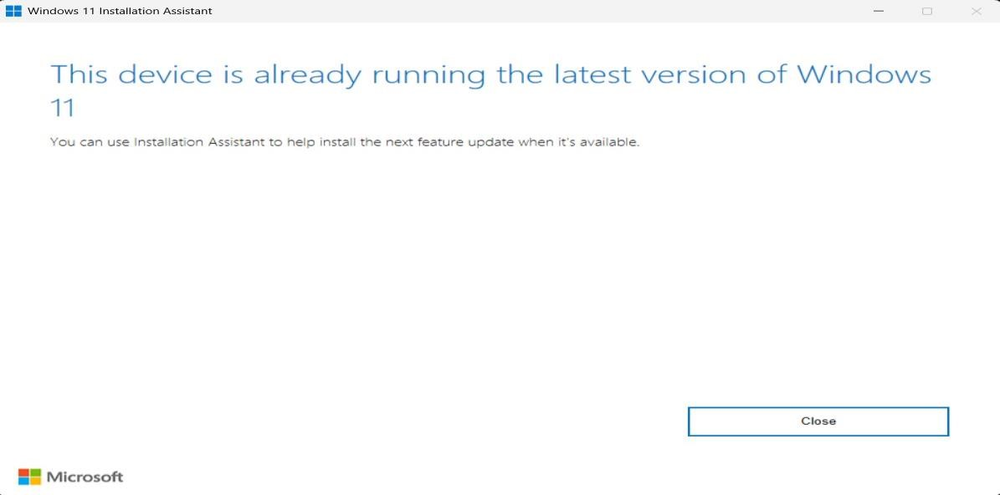 Windows 11 Installation Assistant
This device is already running the latest version of Windows
11
You can use Installation Assistant to help install the next feature update when it's available.
Close
Microsoft